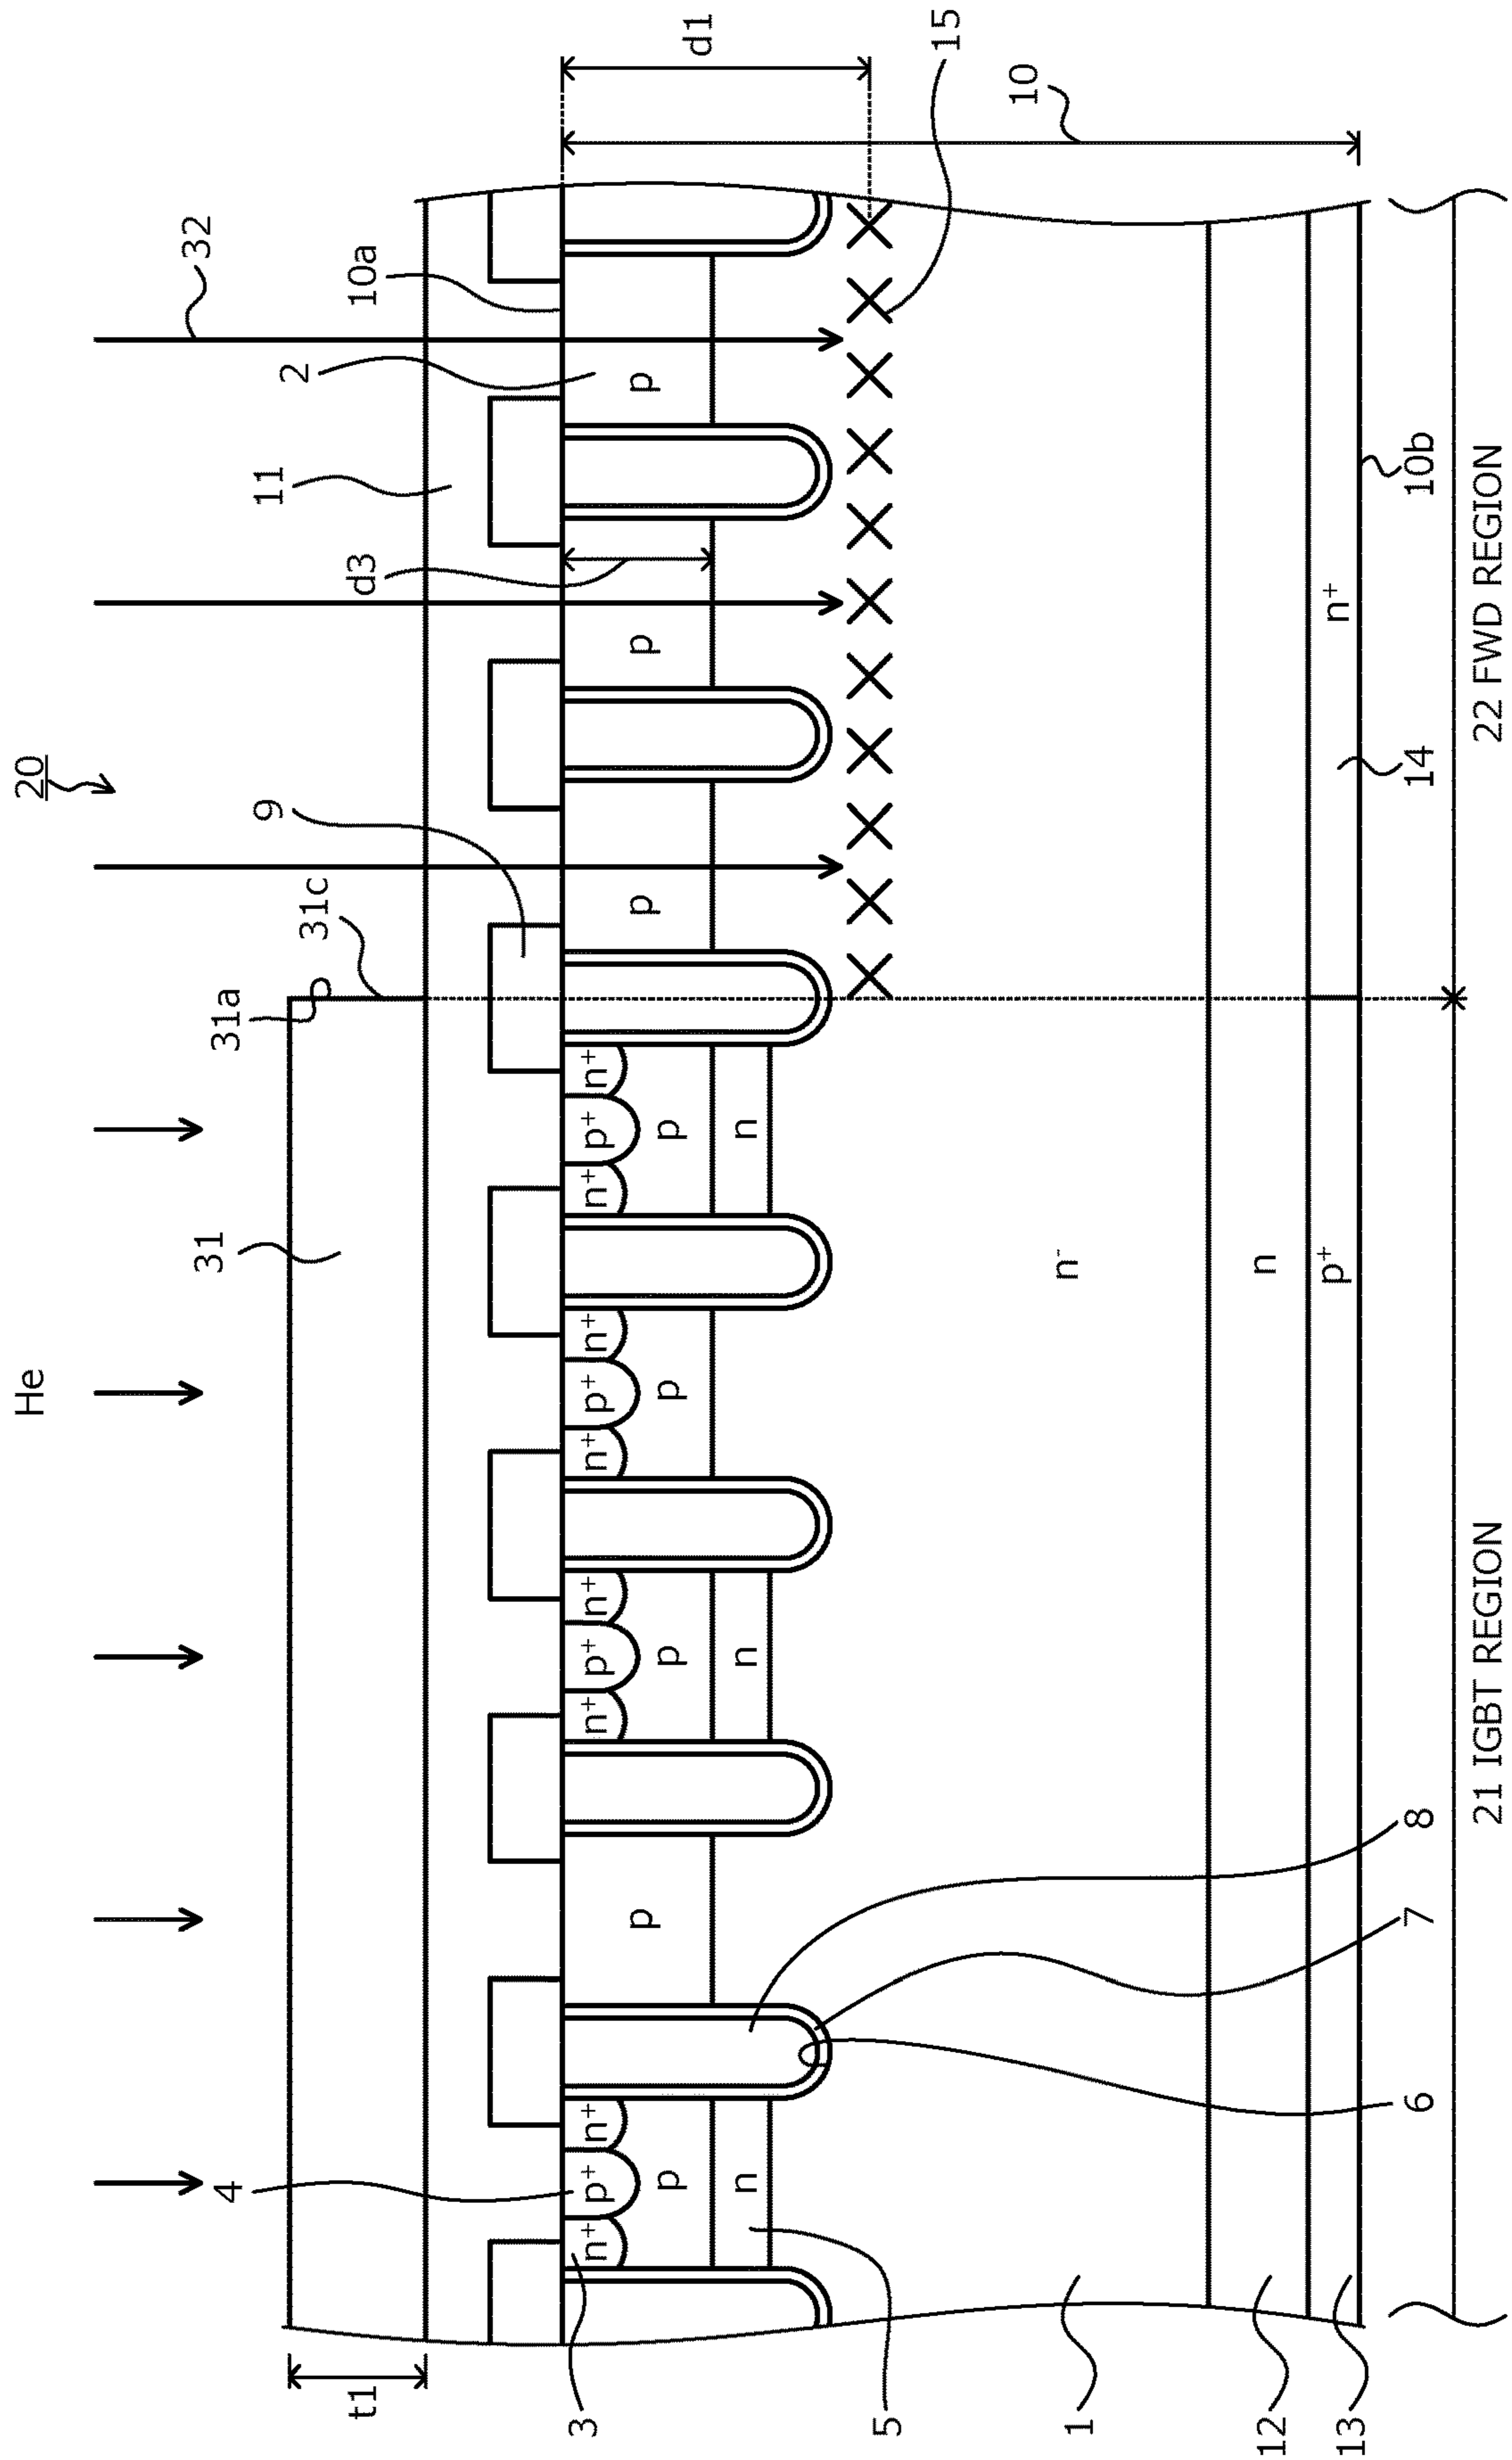 He
20
32
4
31
31a
9
11
2
31c
t1
d3
10a
3
n+
p+
n+
n+
p+
n+
n+
p+
n+
n+
p+
n+
p
p
p
p
p
p
p
p
d1
n
n
n
5
15
10
1
n-
12
n
13
p+
n+
6
7
8
14
10b
21 IGBT REGION
22 FWD REGION